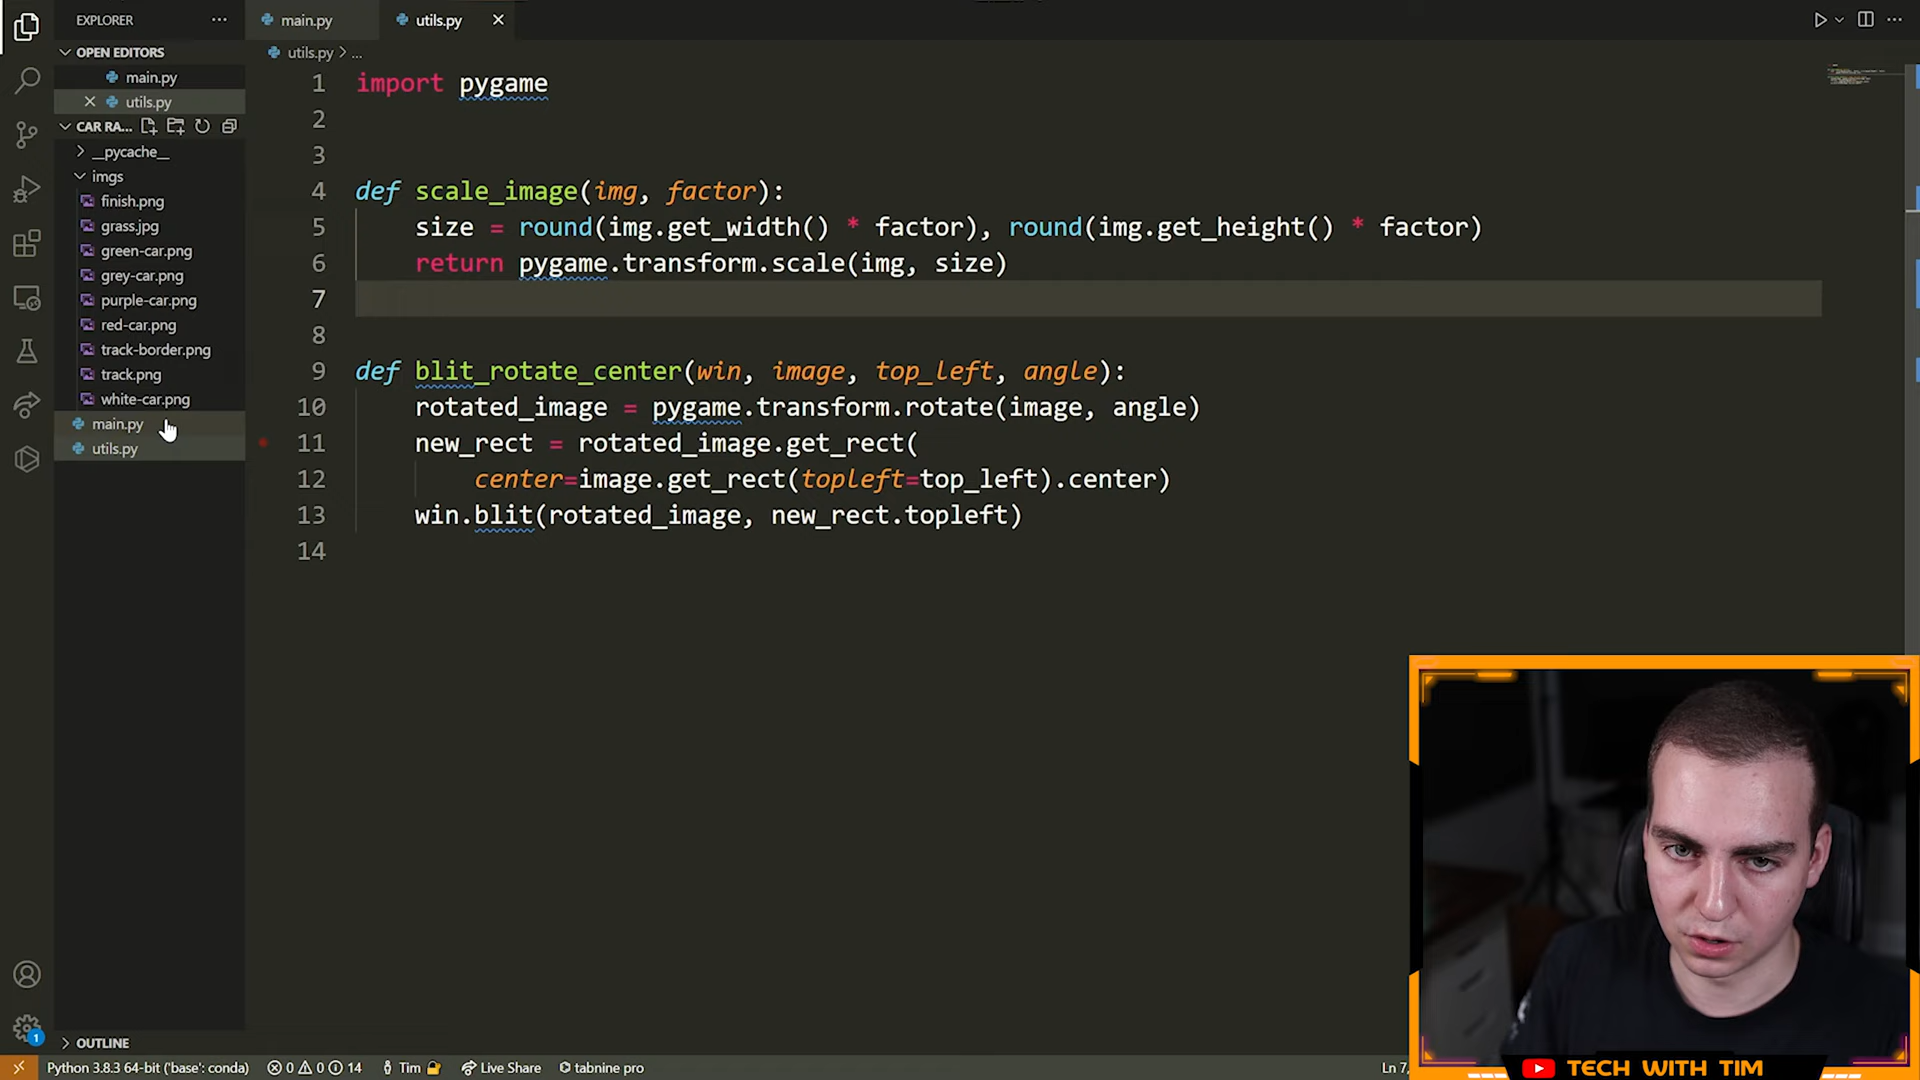 EXPLORER
main.py
utils.py
OPEN EDITORS
main.py
utils.py
CAR RA...
__pycache__
imgs
finish.png
grass.jpg
green-car.png
grey-car.png
purple-car.png
red-car.png
track-border.png
track.png
white-car.png
main.py
utils.py
utils.py > ...
1 import pygame
2
3
4 def scale_image(img, factor):
5 size = round(img.get_width() * factor), round(img.get_height() * factor)
6 return pygame.transform.scale(img, size)
7
8
9 def blit_rotate_center(win, image, top_left, angle):
10 rotated_image = pygame.transform.rotate(image, angle)
11 new_rect = rotated_image.get_rect(
12 center=image.get_rect(topleft=top_left).center)
13 win.blit(rotated_image, new_rect.topleft)
14
OUTLINE
1
Python 3.8.3 64-bit ('base': conda) 0 0 14 Tim Live Share tabnine pro Ln 7,
TECH WITH TIM